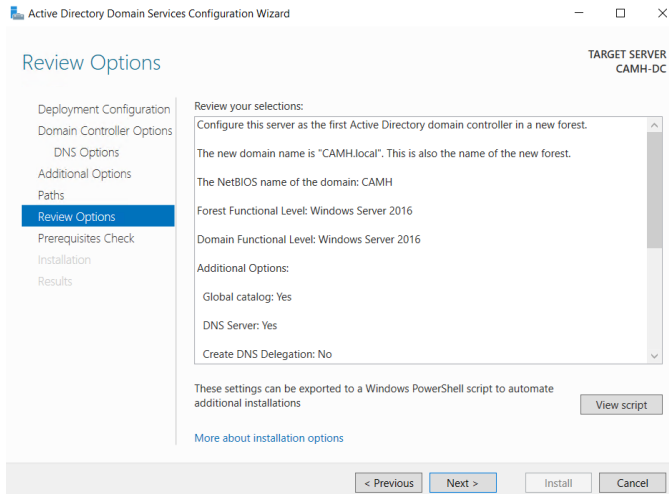 Active Directory Domain Services Configuration Wizard
Review Options
TARGET SERVER
CAMH-DC
Deployment Configuration
Domain Controller Options
DNS Options
Additional Options
Paths
Review Options
Prerequisites Check
Installation
Results
Review your selections:
Configure this server as the first Active Directory domain controller in a new forest.
The new domain name is "CAMH.local". This is also the name of the new forest.
The NetBIOS name of the domain: CAMH
Forest Functional Level: Windows Server 2016
Domain Functional Level: Windows Server 2016
Additional Options:
Global catalog: Yes
DNS Server: Yes
Create DNS Delegation: No
These settings can be exported to a Windows PowerShell script to automate
additional installations
View script
More about installation options
< Previous
Next >
Install
Cancel